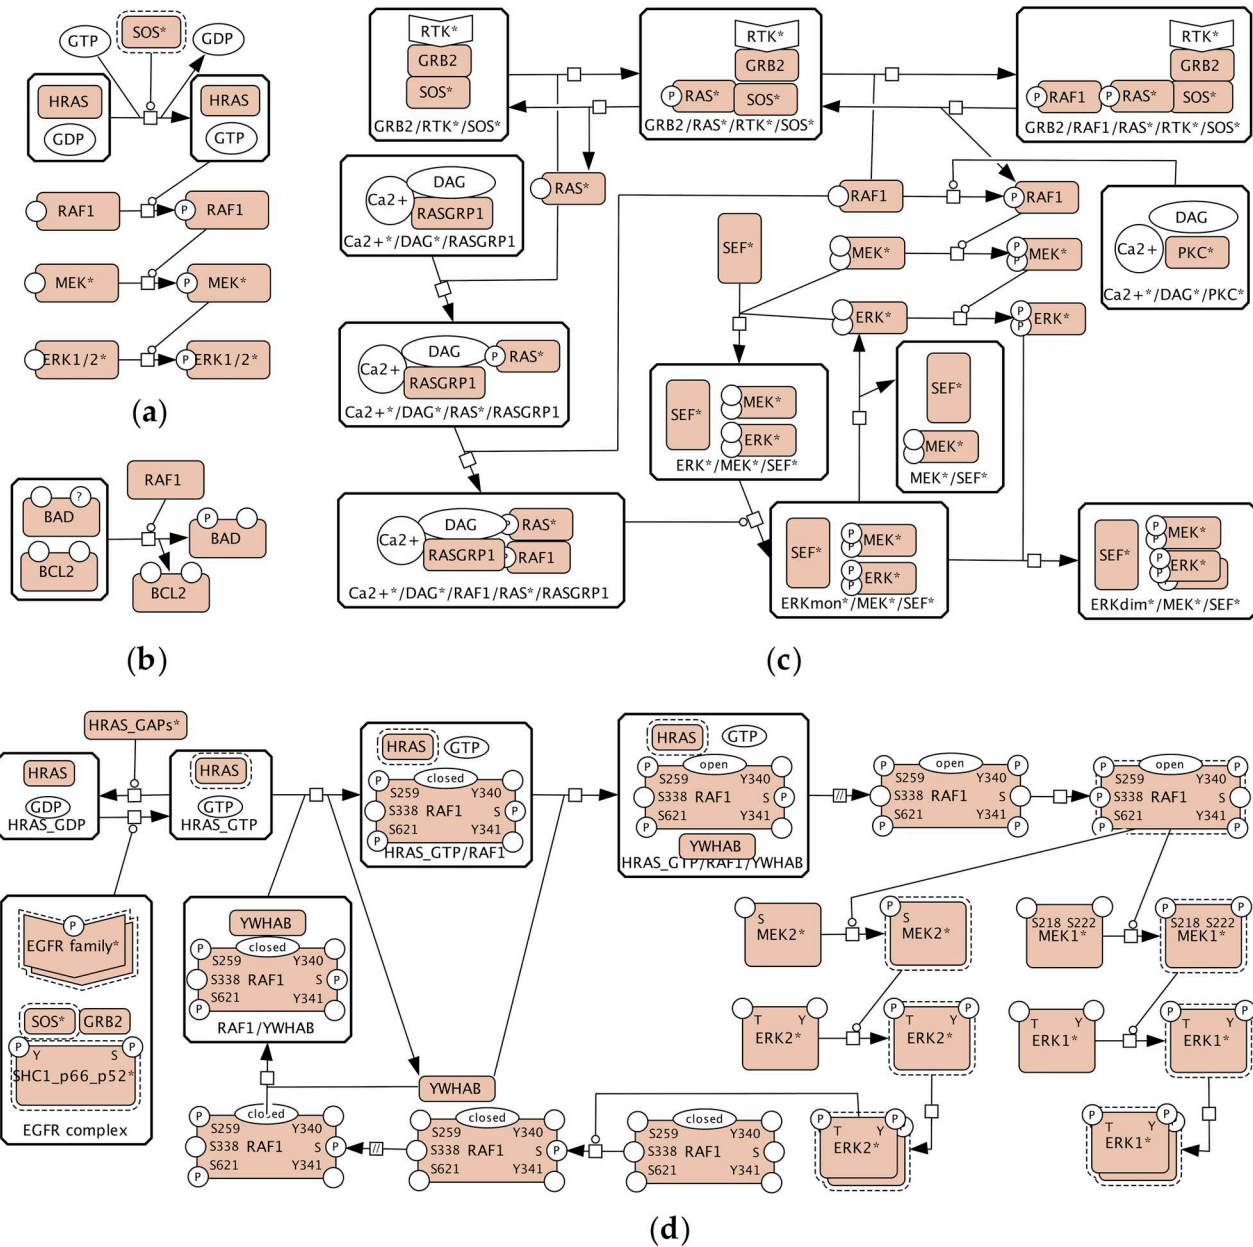 GTP
SOS*
GDP
HRAS
GDP
HRAS
GTP
RAF1
P
RAF1
MEK*
P
MEK*
ERK1/2*
P
ERK1/2*
(a)
RAF1
?
BAD
BCL2
P
BAD
BCL2
(b)
RTK*
GRB2
SOS*
GRB2/RTK*/SOS*
RTK*
GRB2
P
RAS*
SOS*
GRB2/RAS*/RTK*/SOS*
RTK*
GRB2
P
RAF1
P
RAS*
SOS*
GRB2/RAF1/RAS*/RTK*/SOS*
DAG
Ca2+
RASGRP1
Ca2+*/DAG*/RASGRP1
RAS*
RAF1
P
RAF1
DAG
Ca2+
PKC*
Ca2+*/DAG*/PKC*
SEF*
MEK*
P
P
MEK*
ERK*
P
P
ERK*
DAG
Ca2+
RASGRP1
P
RAS*
Ca2+*/DAG*/RAS*/RASGRP1
SEF*
MEK*
ERK*
ERK*/MEK*/SEF*
SEF*
MEK*
MEK*/SEF*
DAG
Ca2+
RASGRP1
P
RAS*
P
RAF1
Ca2+*/DAG*/RAF1/RAS*/RASGRP1
SEF*
P
P
MEK*
P
P
ERK*
ERKmon*/MEK*/SEF*
SEF*
P
P
MEK*
P
P
ERK*
P
ERKdim*/MEK*/SEF*
(c)
HRAS_GAPs*
HRAS
GDP
HRAS_GDP
HRAS
GTP
HRAS_GTP
HRAS
GTP
P
closed
S259
Y340
S338
RAF1
S
P
S621
Y341
P
HRAS_GTP/RAF1
HRAS
GTP
P
open
S259
Y340
S338
RAF1
S
P
S621
Y341
P
YWHAB
HRAS_GTP/RAF1/YWHAB
//
P
open
P
S259
Y340
S338
RAF1
S
S621
Y341
P
P
P
open
P
S259
Y340
P
S338
RAF1
S
S621
Y341
P
P
P
EGFR family*
SOS*
GRB2
P
P
Y
S
SHC1_p66_p52*
EGFR complex
YWHAB
P
closed
S259
Y340
S338
RAF1
S
P
S621
Y341
P
RAF1/YWHAB
S
MEK2*
P
S
MEK2*
S218 S222
MEK1*
P
P
S218 S222
MEK1*
T
Y
ERK2*
P
P
T
Y
ERK2*
T
Y
ERK1*
P
P
T
Y
ERK1*
YWHAB
P
closed
S259
Y340
S338
RAF1
S
P
S621
Y341
P
//
closed
S259
Y340
S338
RAF1
S
P
S621
Y341
closed
S259
Y340
S338
RAF1
S
S621
Y341
P
P
P
T
Y
ERK2*
P
P
P
T
Y
ERK1*
(d)